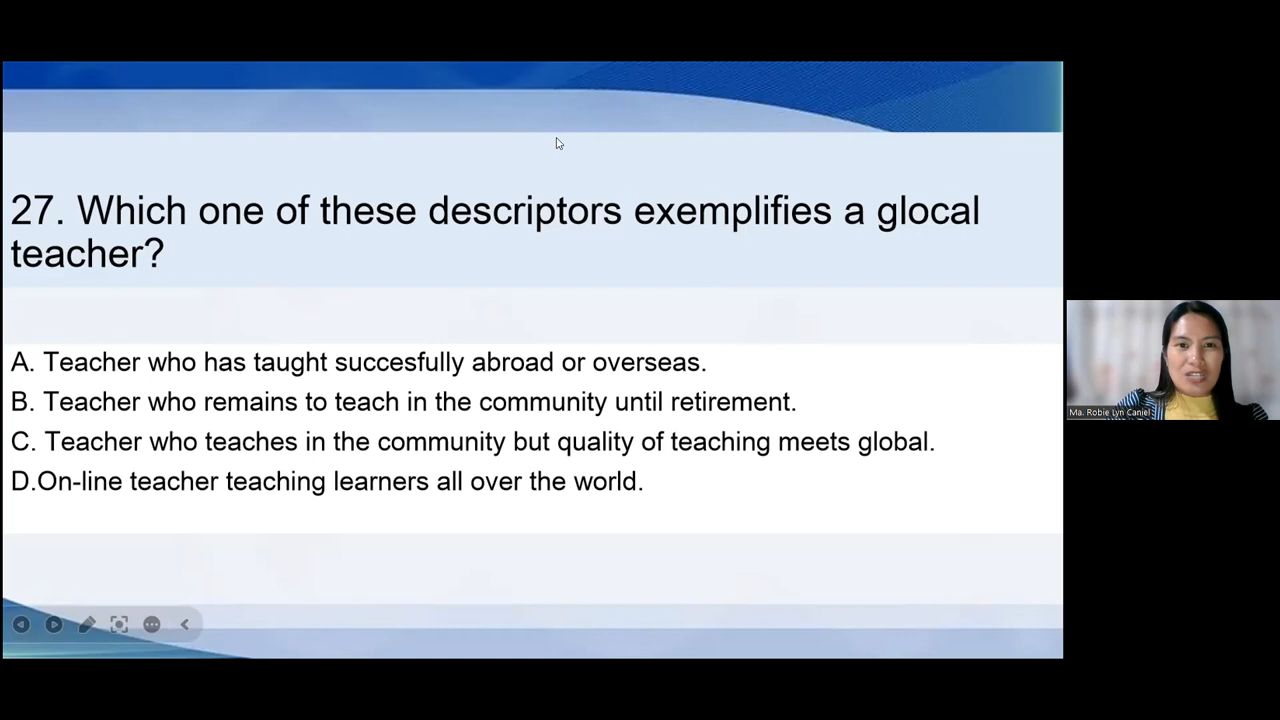 27. Which one of these descriptors exemplifies a glocal
teacher?
A. Teacher who has taught succesfully abroad or overseas.
B. Teacher who remains to teach in the community until retirement.
C. Teacher who teaches in the community but quality of teaching meets global.
D.On-line teacher teaching learners all over the world.
Ma. Robie Lyn Caniel